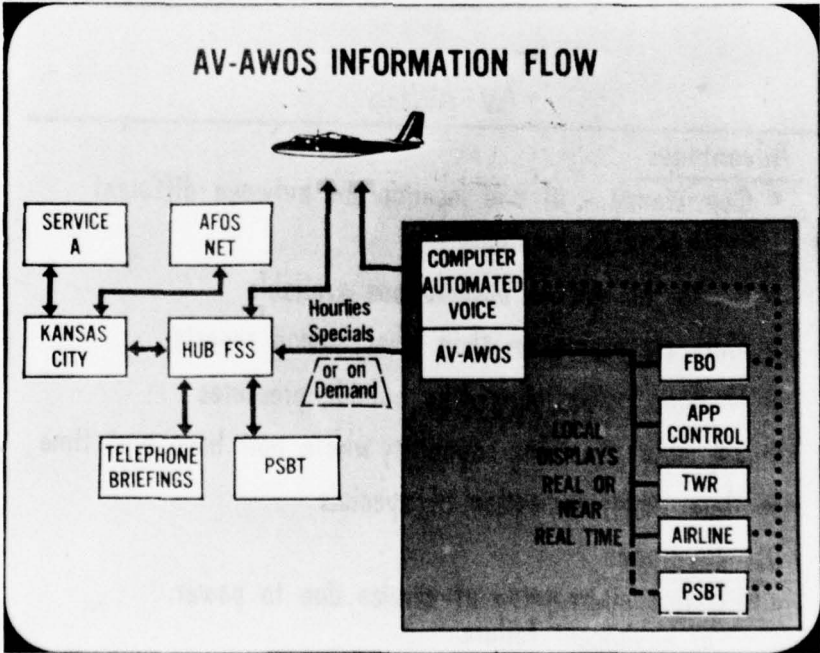 AV-AWOS INFORMATION FLOW
SERVICE
A
AFOS
NET
KANSAS
CITY
HUB FSS
TELEPHONE
BRIEFINGS
PSBT
Hourlies
Specials
or on
Demand
COMPUTER
AUTOMATED
VOICE
AV-AWOS
LOCAL
DISPLAYS
REAL OR
NEAR
REAL TIME
FBO
APP
CONTROL
TWR
AIRLINE
PSBT